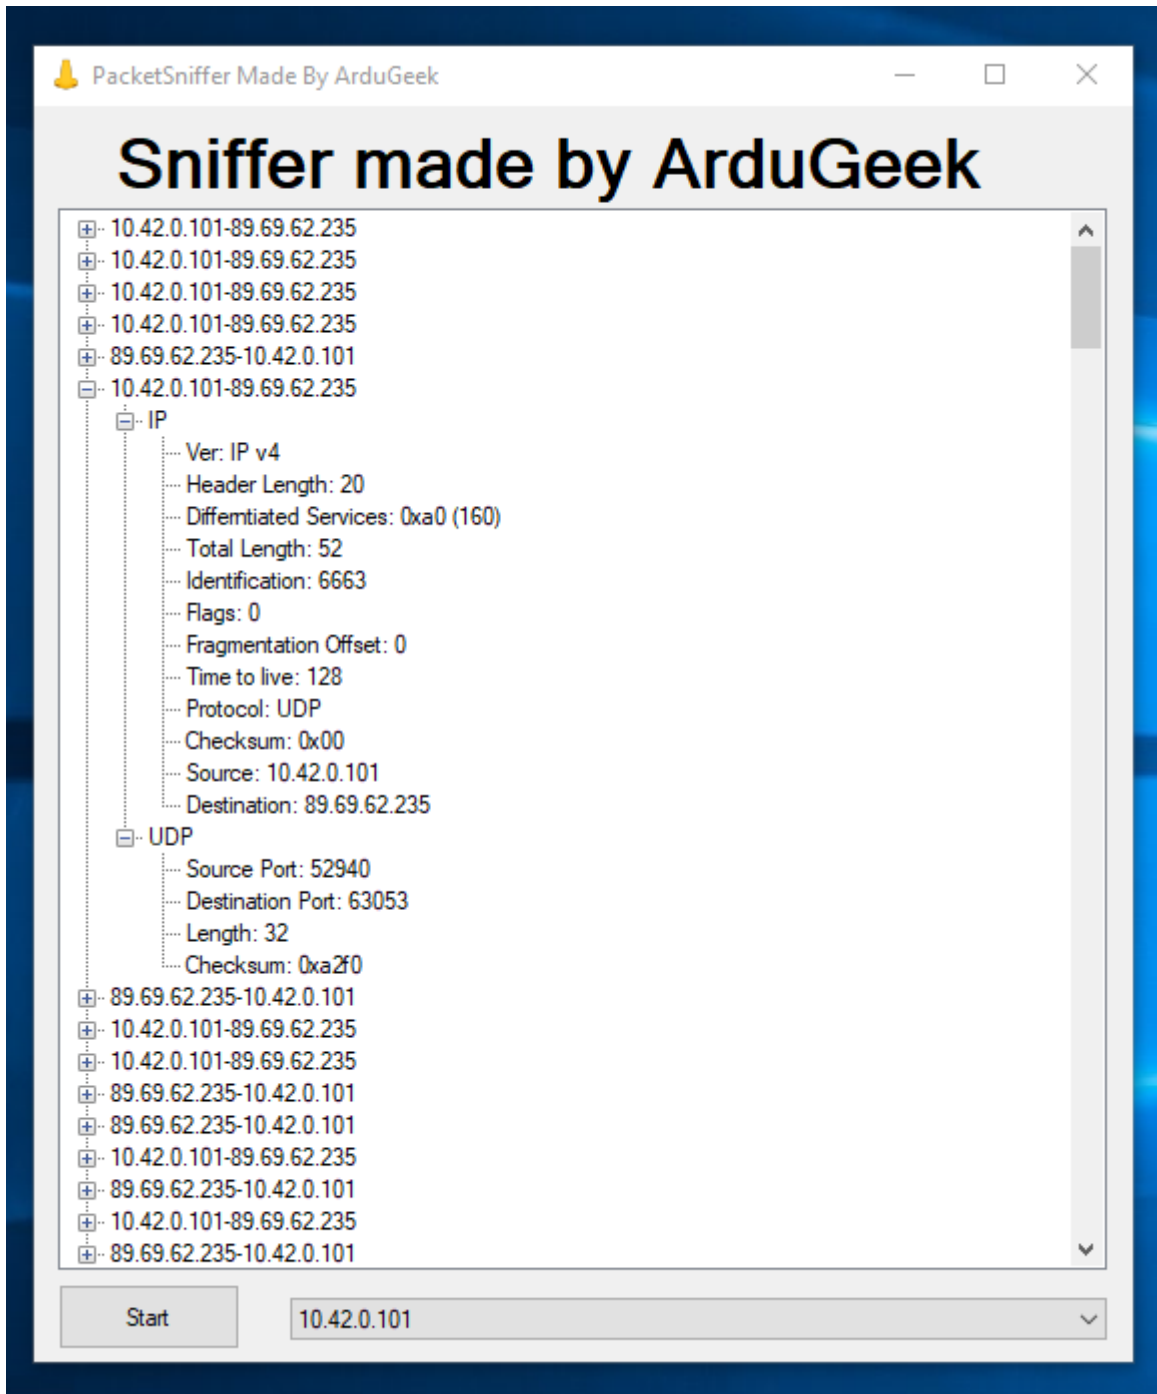 PacketSniffer Made By ArduGeek
Sniffer made by ArduGeek
10.42.0.101-89.69.62.235
10.42.0.101-89.69.62.235
10.42.0.101-89.69.62.235
10.42.0.101-89.69.62.235
89.69.62.235-10.42.0.101
10.42.0.101-89.69.62.235
IP
Ver: IP v4
Header Length: 20
Differntiated Services: 0xa0 (160)
Total Length: 52
Identification: 6663
Flags: 0
Fragmentation Offset: 0
Time to live: 128
Protocol: UDP
Checksum: 0x00
Source: 10.42.0.101
Destination: 89.69.62.235
UDP
Source Port: 52940
Destination Port: 63053
Length: 32
Checksum: 0xa2f0
89.69.62.235-10.42.0.101
10.42.0.101-89.69.62.235
10.42.0.101-89.69.62.235
89.69.62.235-10.42.0.101
89.69.62.235-10.42.0.101
10.42.0.101-89.69.62.235
89.69.62.235-10.42.0.101
10.42.0.101-89.69.62.235
89.69.62.235-10.42.0.101
Start
10.42.0.101